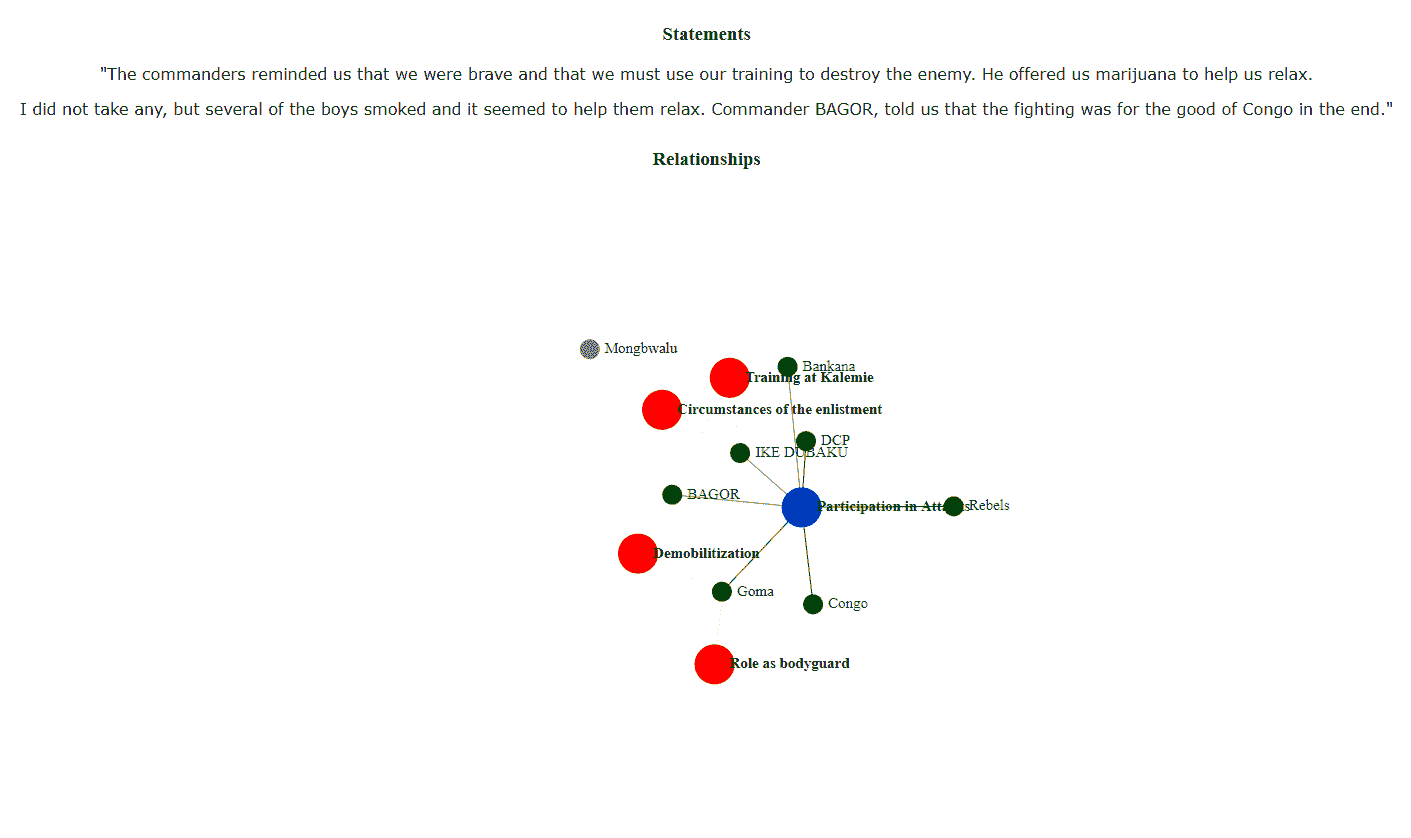 Statements
"The commanders reminded us that we were brave and that we must use our training to destroy the enemy. He offered us marijuana to help us relax.
I did not take any, but several of the boys smoked and it seemed to help them relax. Commander BAGOR, told us that the fighting was for the good of Congo in the end."
Relationships
Mongbwalu
Bankana
Training at Kalemie
Circumstances of the enlistment
DCP
IKE DUBAKU
BAGOR
Participation in Attacks
Rebels
Demobilitization
Goma
Congo
Role as bodyguard